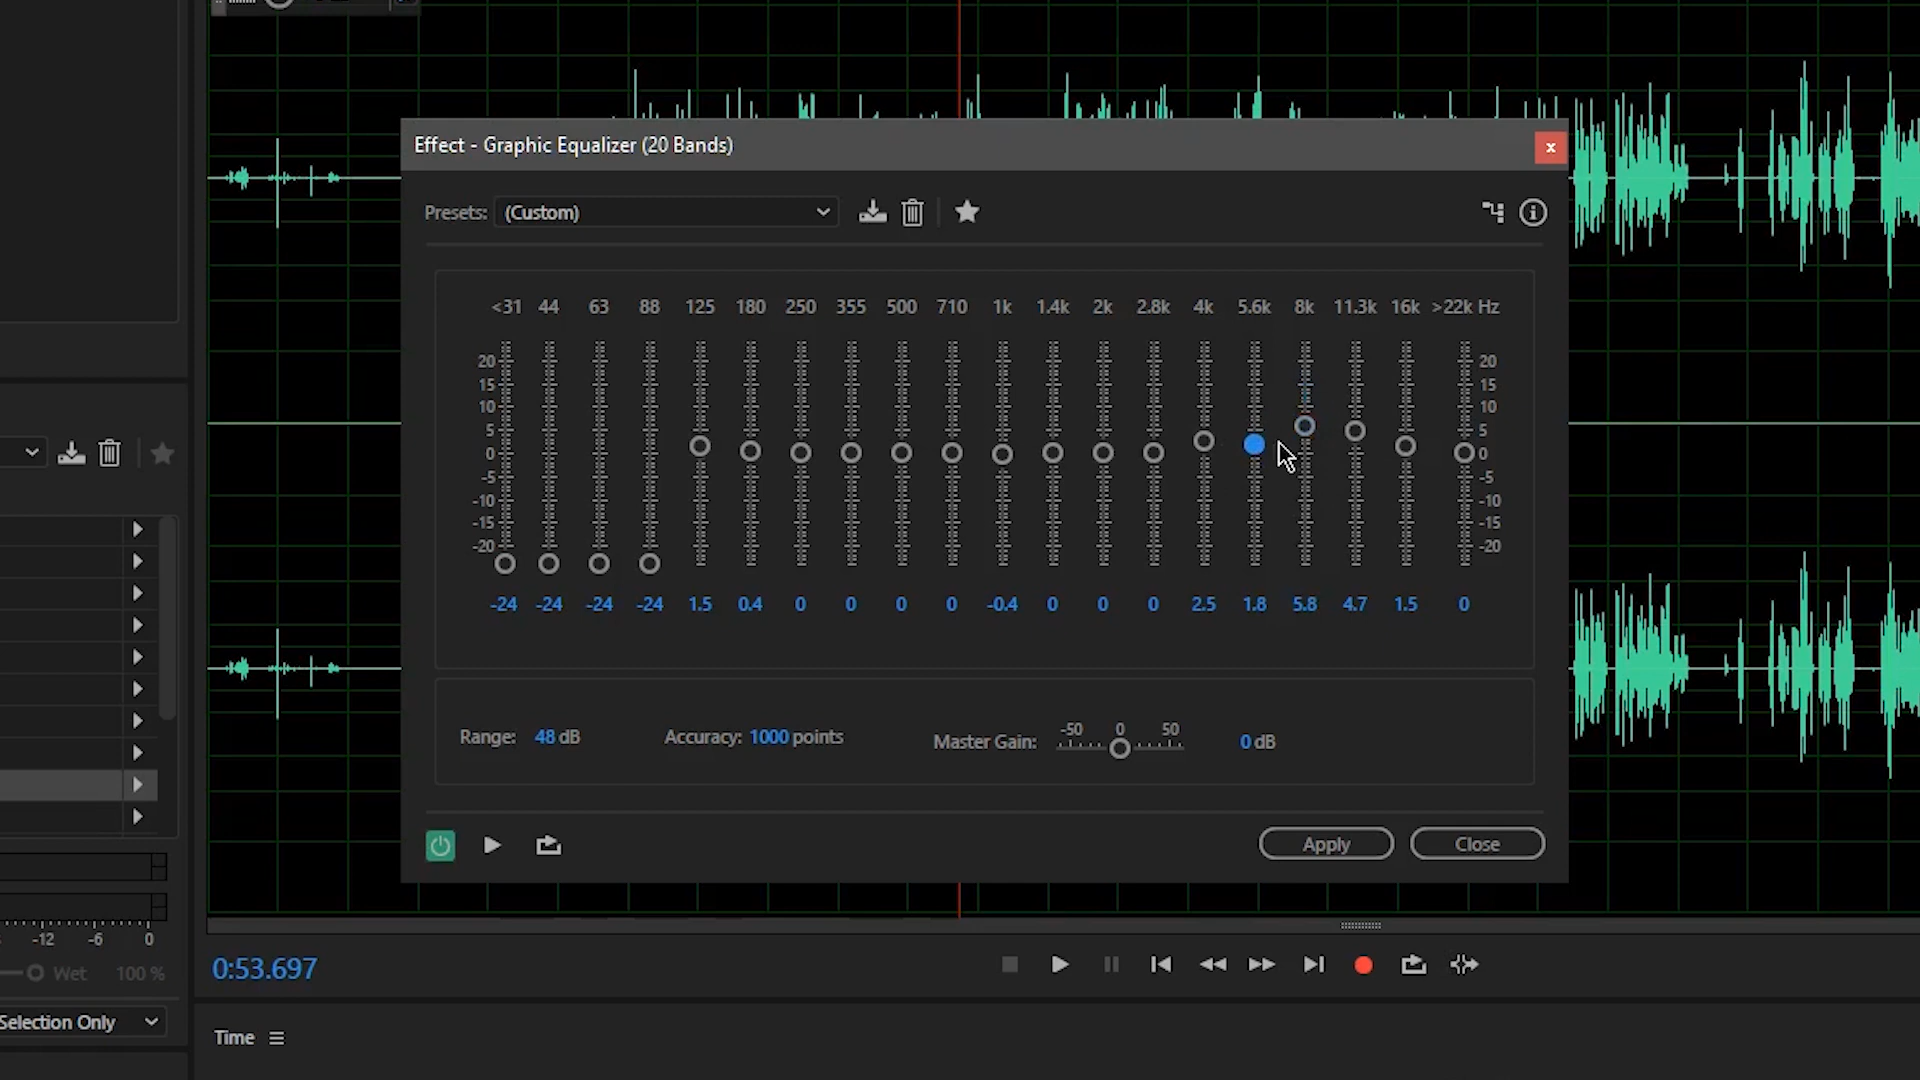 Effect - Graphic Equalizer (20 Bands)
x
Presets: (Custom)
<31 44 63 88 125 180 250 355 500 710 1k 1.4k 2k 2.8k 4k 5.6k 8k 11.3k 16k >22k Hz
20 20
15 15
10 10
5 5
0 0
-5 -5
-10 -10
-15 -15
-20 -20
-24 -24 -24 -24 1.5 0.4 0 0 0 0 -0.4 0 0 0 2.5 1.8 5.8 4.7 1.5 0
Range: 48 dB Accuracy: 1000 points Master Gain: -50 0 50 0 dB
Apply Close
-12 -6 0
Wet 100 %
Selection Only
0:53.697
Time